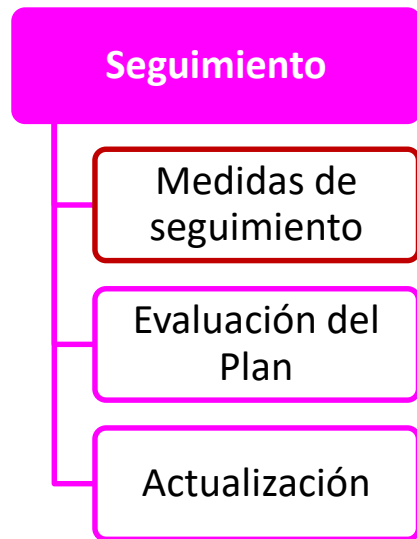 Seguimiento
Medidas de
seguimiento
Evaluación del
Plan
Actualización